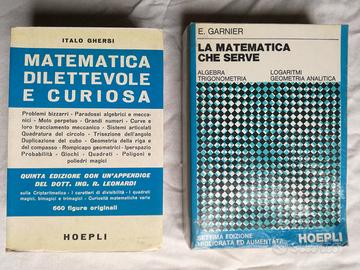 ITALO GHERSI
MATEMATICA
DILETTEVOLE
E CURIOSA
Problemi bizzarri - Paradossi algebrici e mecca-
nici - Moto perpetuo - Grandi numeri - Curve e
loro tracciamento meccanico - Sistemi articolati
Quadratura del circolo - Trisezione dell'angolo
Duplicazione del cubo - Geometria della riga e
del compasso - Rompicapo geometrici - Iperspazio
Probabilità - Giochi - Quadrati - Poligoni e
poliedri magici
QUINTA EDIZIONE CON UN'APPENDICE
DEL DOTT. ING. R. LEONARDI
sulla Criptaritmetica - I caratteri di divisibilità - I quadrati
magici, bimagici e trimagici - Curiosità matematiche varie
660 figure originali
HOEPLI
E. GARNIER
LA MATEMATICA
CHE SERVE
ALGEBRA
TRIGONOMETRIA
LOGARITMI
GEOMETRIA ANALITICA
SETTIMA EDIZIONE
MIGLIORATA ED AUMENTATA
HOEPLI